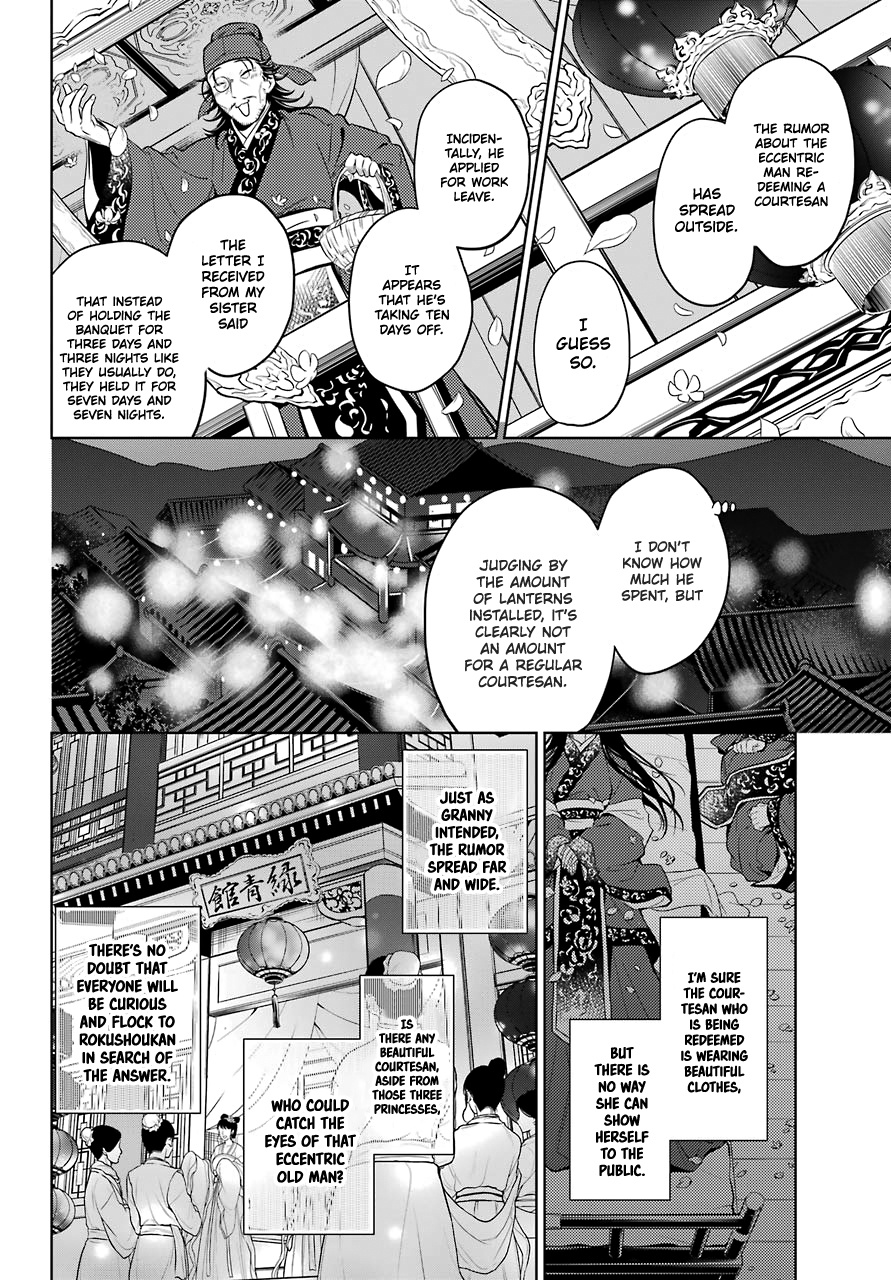 THE RUMOR
ABOUT THE
ECCENTRIC
MAN RE-
DEEMING A
COURTESAN
HAS
SPREAD
OUTSIDE.
I
GUESS
SO.
INCIDEN-
TALLY, HE
APPLIED
FOR WORK
LEAVE.
IT
APPEARS
THAT HE'S
TAKING TEN
DAYS OFF.
THE
LETTER I
RECEIVED
FROM MY
SISTER
SAID
THAT INSTEAD
OF HOLDING THE
BANQUET FOR
THREE DAYS AND
THREE NIGHTS LIKE
THEY USUALLY DO,
THEY HELD IT FOR
SEVEN DAYS AND
SEVEN NIGHTS.
I DON'T
KNOW HOW
MUCH HE
SPENT, BUT
JUDGING BY
THE AMOUNT
OF LANTERNS
INSTALLED, IT'S
CLEARLY NOT
AN AMOUNT
FOR A REGULAR
COURTESAN.
I'M SURE
THE COUR-
TESAN WHO
IS BEING
REDEEMED
IS WEARING
BEAUTIFUL
CLOTHES,
BUT
THERE IS
NO WAY
SHE CAN
SHOW
HERSELF
TO THE
PUBLIC.
JUST AS
GRANNY
INTENDED,
THE RUMOR
SPREAD FAR
AND WIDE.
緑青館
IS
THERE ANY
BEAUTIFUL
COURTESAN,
ASIDE FROM
THOSE THREE
PRINCESSES,
WHO COULD
CATCH THE
EYES OF THAT
ECCENTRIC
OLD MAN?
THERE'S NO
DOUBT THAT
EVERYONE WILL
BE CURIOUS
AND FLOCK TO
ROKUSHOUKAN
IN SEARCH OF
THE ANSWER.